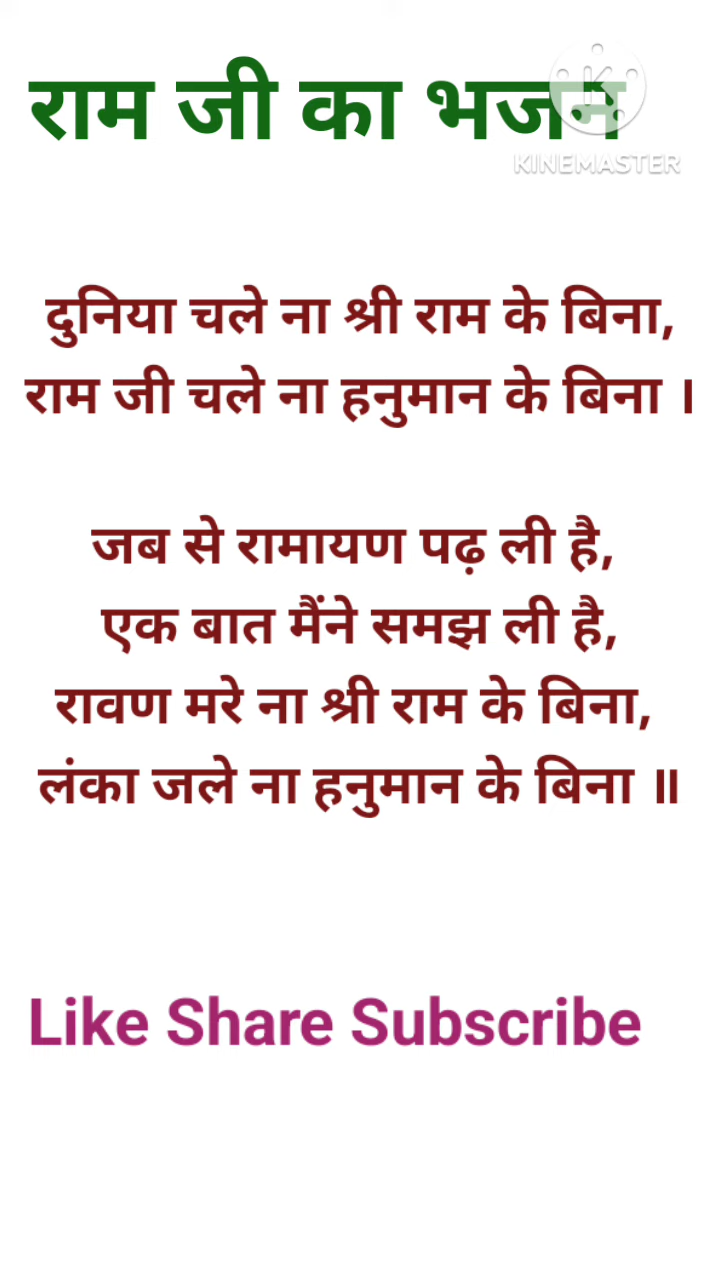 राम जी का भजन
KINEMASTER
दुनिया चले ना श्री राम के बिना,
राम जी चले ना हनुमान के बिना ।
जब से रामायण पढ़ ली है,
एक बात मैंने समझ ली है,
रावण मरे ना श्री राम के बिना,
लंका जले ना हनुमान के बिना ॥
Like Share Subscribe